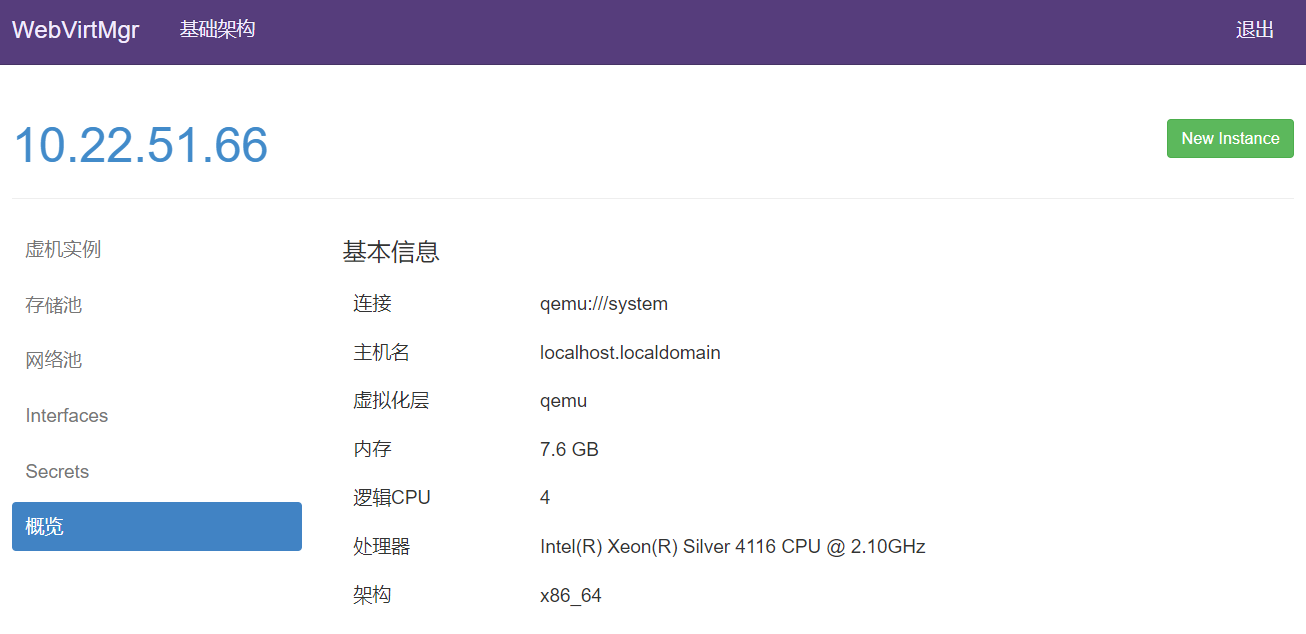 WebVirtMgr 基础架构 退出
10.22.51.66
New Instance
虚机实例
存储池
网络池
Interfaces
Secrets
概览
基本信息
连接 qemu:///system
主机名 localhost.localdomain
虚拟化层 qemu
内存 7.6 GB
逻辑CPU 4
处理器 Intel(R) Xeon(R) Silver 4116 CPU @ 2.10GHz
架构 x86_64